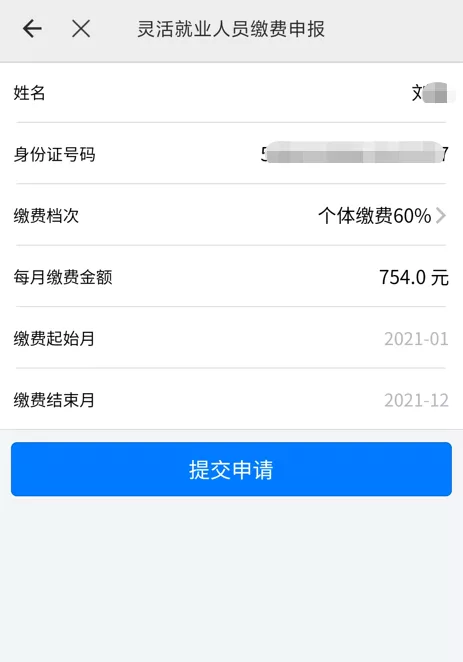 灵活就业人员缴费申报
姓名
身份证号码 5 7
缴费档次 个体缴费60%
每月缴费金额 754.0 元
缴费起始月 2021-01
缴费结束月 2021-12
提交申请